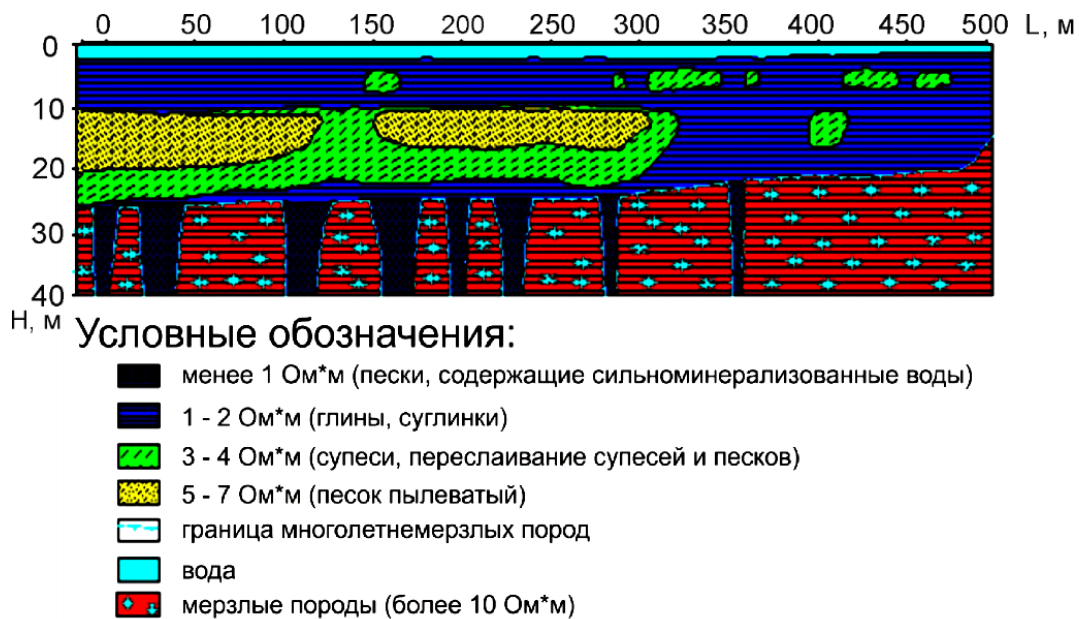 0 50 100 150 200 250 300 350 400 450 500 L, м
0
10
20
30
40
Н, м
Условные обозначения:
менее 1 Ом*м (пески, содержащие сильноминерализованные воды)
1 - 2 Ом*м (глины, суглинки)
3 - 4 Ом*м (супеси, переслаивание супесей и песков)
5 - 7 Ом*м (песок пылеватый)
граница многолетнемерзлых пород
вода
мерзлые породы (более 10 Ом*м)